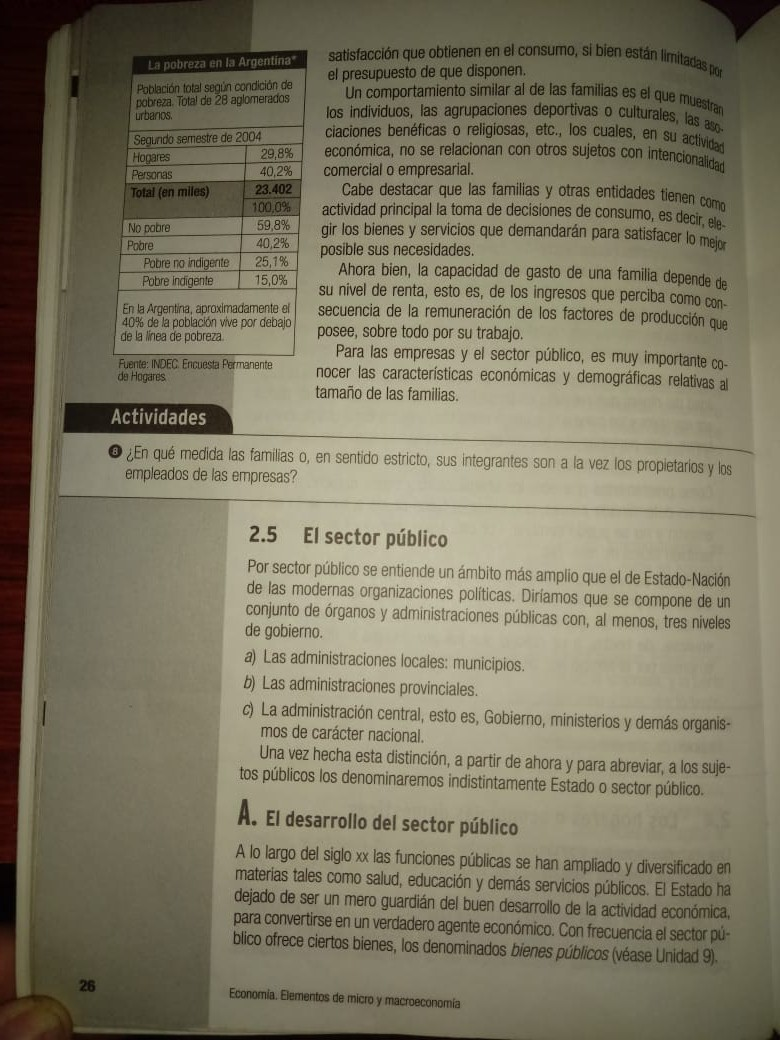 La pobreza en la Argentina*
Población total según condición de
pobreza. Total de 28 aglomerados
urbanos.
Segundo semestre de 2004
Hogares 29,8%
Personas 40,2%
Total (en miles) 23.402
100,0%
No pobre 59,8%
Pobre 40,2%
Pobre no indigente 25,1%
Pobre indigente 15,0%
En la Argentina, aproximadamente el
40% de la población vive por debajo
de la línea de pobreza.
Fuente: INDEC. Encuesta Permanente
de Hogares.
satisfacción que obtienen en el consumo, si bien están limitadas por
el presupuesto de que disponen.
Un comportamiento similar al de las familias es el que muestran
los individuos, las agrupaciones deportivas o culturales, las aso-
ciaciones benéficas o religiosas, etc., los cuales, en su actividad
económica, no se relacionan con otros sujetos con intencionalidad
comercial o empresarial.
Cabe destacar que las familias y otras entidades tienen como
actividad principal la toma de decisiones de consumo, es decir, ele-
gir los bienes y servicios que demandarán para satisfacer lo mejor
posible sus necesidades.
Ahora bien, la capacidad de gasto de una familia depende de
su nivel de renta, esto es, de los ingresos que perciba como con-
secuencia de la remuneración de los factores de producción que
posee, sobre todo por su trabajo.
Para las empresas y el sector público, es muy importante co-
nocer las características económicas y demográficas relativas al
tamaño de las familias.
Actividades
8 ¿En qué medida las familias o, en sentido estricto, sus integrantes son a la vez los propietarios y los
empleados de las empresas?
2.5 El sector público
Por sector público se entiende un ámbito más amplio que el de Estado-Nación
de las modernas organizaciones políticas. Diríamos que se compone de un
conjunto de órganos y administraciones públicas con, al menos, tres niveles
de gobierno.
a) Las administraciones locales: municipios.
b) Las administraciones provinciales.
c) La administración central, esto es, Gobierno, ministerios y demás organis-
mos de carácter nacional.
Una vez hecha esta distinción, a partir de ahora y para abreviar, a los suje-
tos públicos los denominaremos indistintamente Estado o sector público.
A. El desarrollo del sector público
A lo largo del siglo XX las funciones públicas se han ampliado y diversificado en
materias tales como salud, educación y demás servicios públicos. El Estado ha
dejado de ser un mero guardián del buen desarrollo de la actividad económica,
para convertirse en un verdadero agente económico. Con frecuencia el sector pú-
blico ofrece ciertos bienes, los denominados bienes públicos (véase Unidad 9).
26
Economía. Elementos de micro y macroeconomía